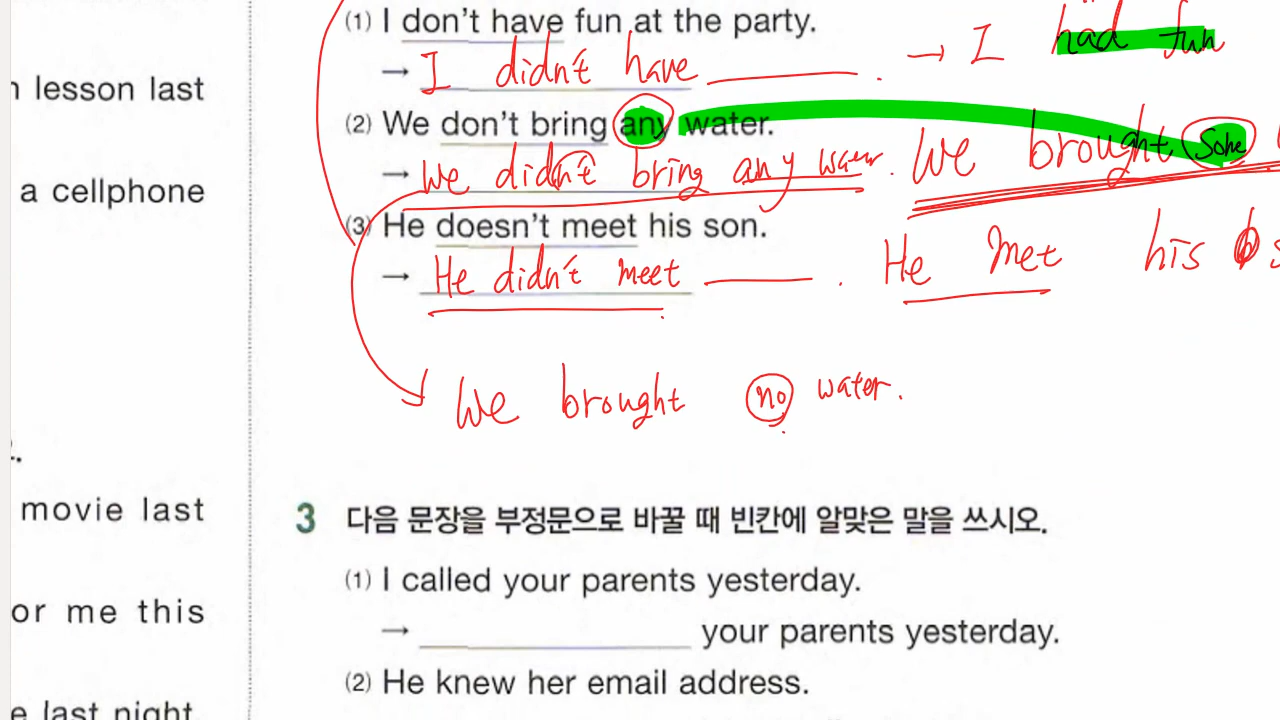 (1) I don't have fun at the party.
→ I didn't have ________ . → I had fun
n lesson last
(2) We don't bring any water.
→ We didn't bring any water. We brought some
a cellphone
(3) He doesn't meet his son.
→ He didn't meet ________ . He met his s
We brought no water.
movie last
3 다음 문장을 부정문으로 바꿀 때 빈칸에 알맞은 말을 쓰시오.
(1) I called your parents yesterday.
or me this
→ ________ your parents yesterday.
(2) He knew her email address.
e last night.